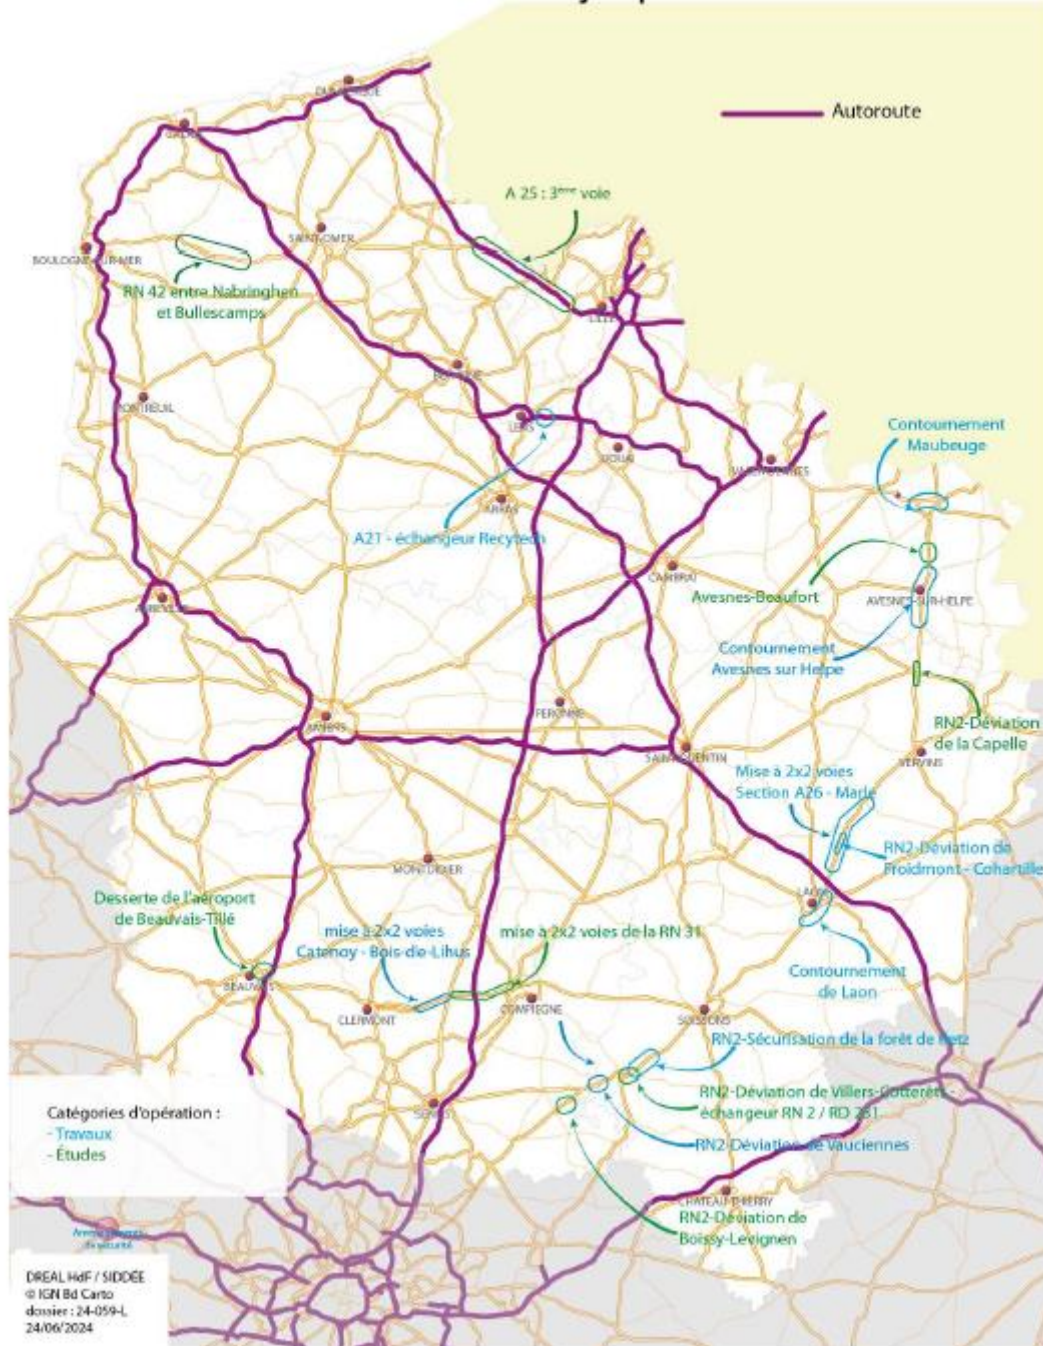 Autoroute
DUNKERQUE
CALAIS
A 25 : 3ème voie
SAINT-OMER
BOULOGNE-SUR-MER
RN 42 entre Nabringhen
et Bullescamps
LILLE
BETHUNE
MONTREUIL
LENS
Contournement
Maubeuge
DOUAI
VALENCIENNES
ARRAS
A21 - échangeur Recytech
CAMBRAI
Avesnes-Beaufort
AVESNES-SUR-HELPE
ABBEVILLE
Contournement
Avesnes sur Helpe
PERONNE
AMIENS
RN2-Déviation
de la Capelle
SAINT-QUENTIN
VERVINS
Mise à 2x2 voies
Section A26 - Marle
RN2-Déviation de
Froidmont - Cohartille
MONTDIDIER
LAON
Desserte de l'aéroport
de Beauvais-Tillé
mise à 2x2 voies
Catenoy - Bois-de-Lihus
mise à 2x2 voies de la RN 31
BEAUVAIS
Contournement
de Laon
CLERMONT
COMPIEGNE
SOISSONS
RN2-Sécurisation de la forêt de Retz
RN2-Déviation de Villers-Cotterêts -
échangeur RN 2 / RD 231
SENLIS
Catégories d'opération :
- Travaux
- Études
RN2-Déviation de Vauciennes
CHATEAU-THIERRY
RN2-Déviation de
Boissy-Levignen
de sécurité
DREAL HdF / SIDDÉE
© IGN Bd Carto
dossier : 24-059-L
24/06/2024